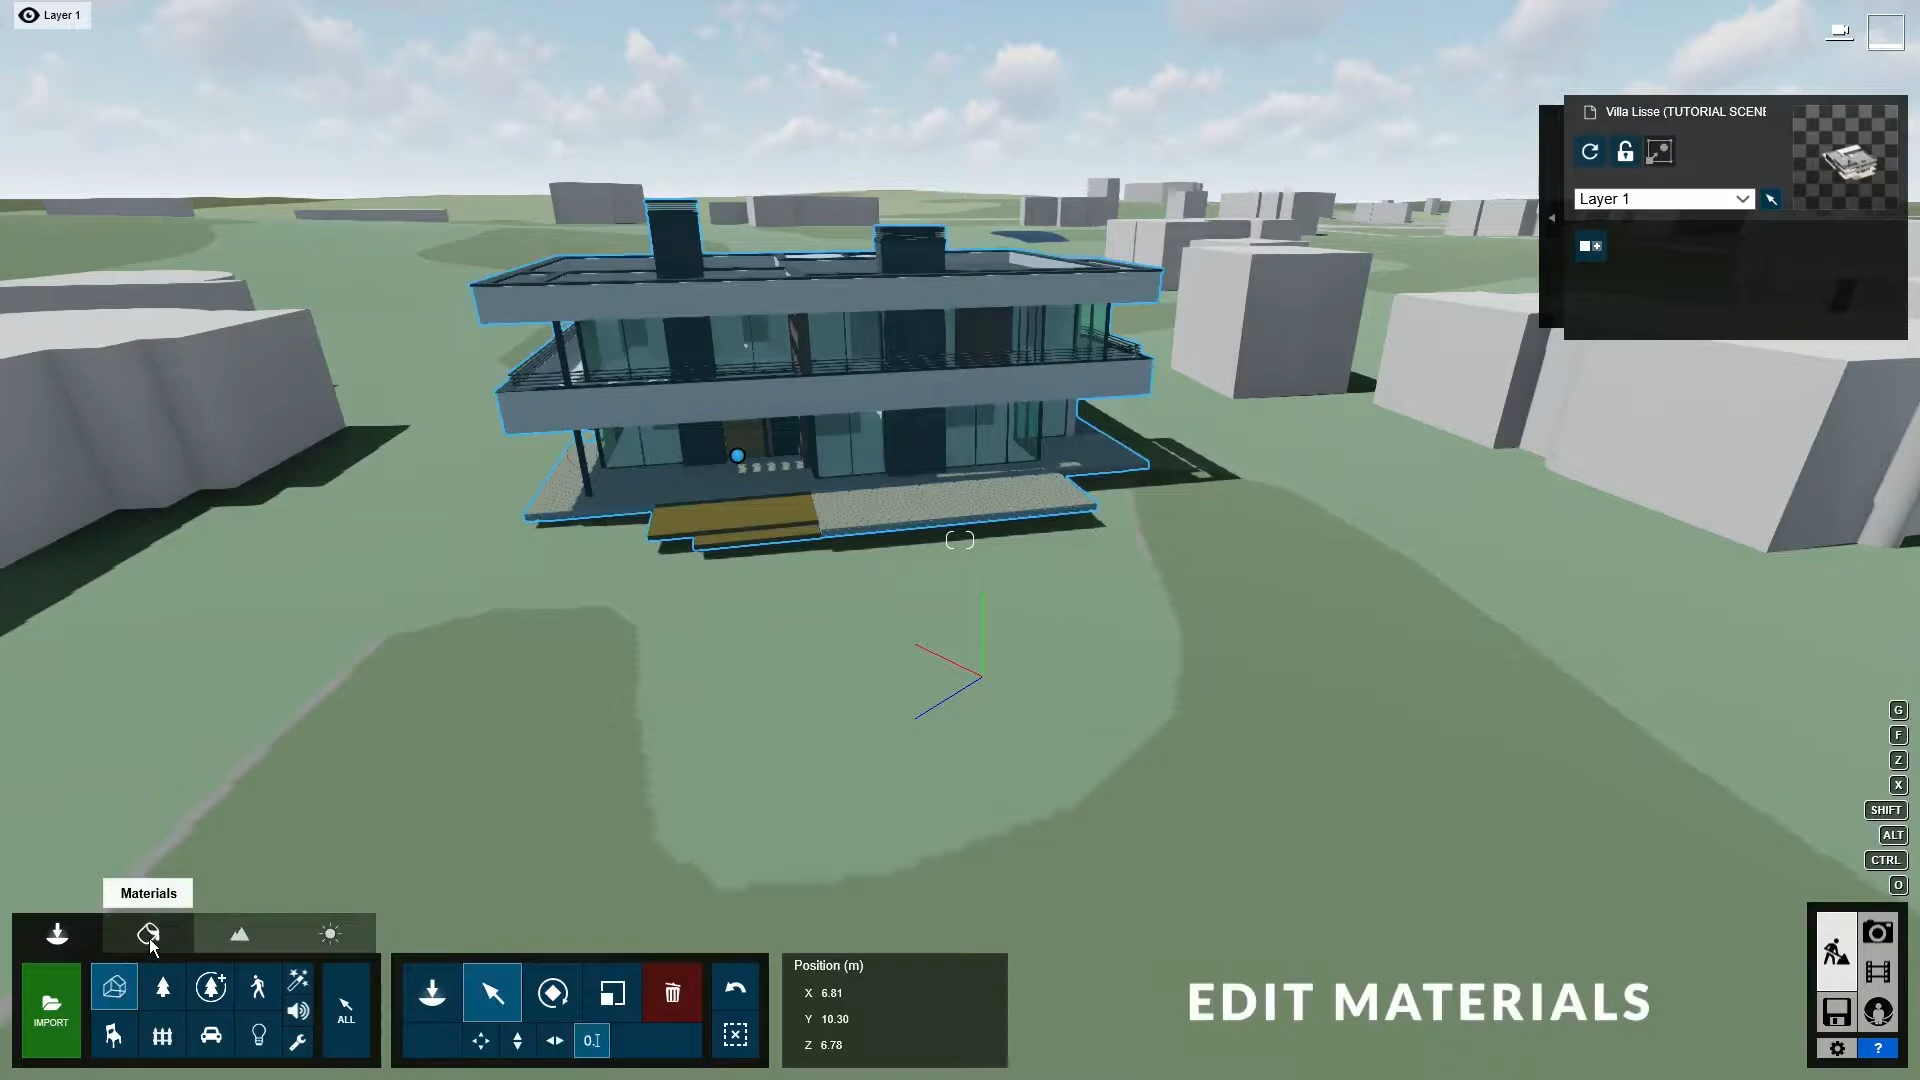 Layer 1
Villa Lisse (TUTORIAL SCENE
Layer 1
G
F
Z
X
SHIFT
ALT
CTRL
O
Materials
IMPORT
ALL
Position (m)
X 6.81
Y 10.30
Z 6.78
EDIT MATERIALS
?